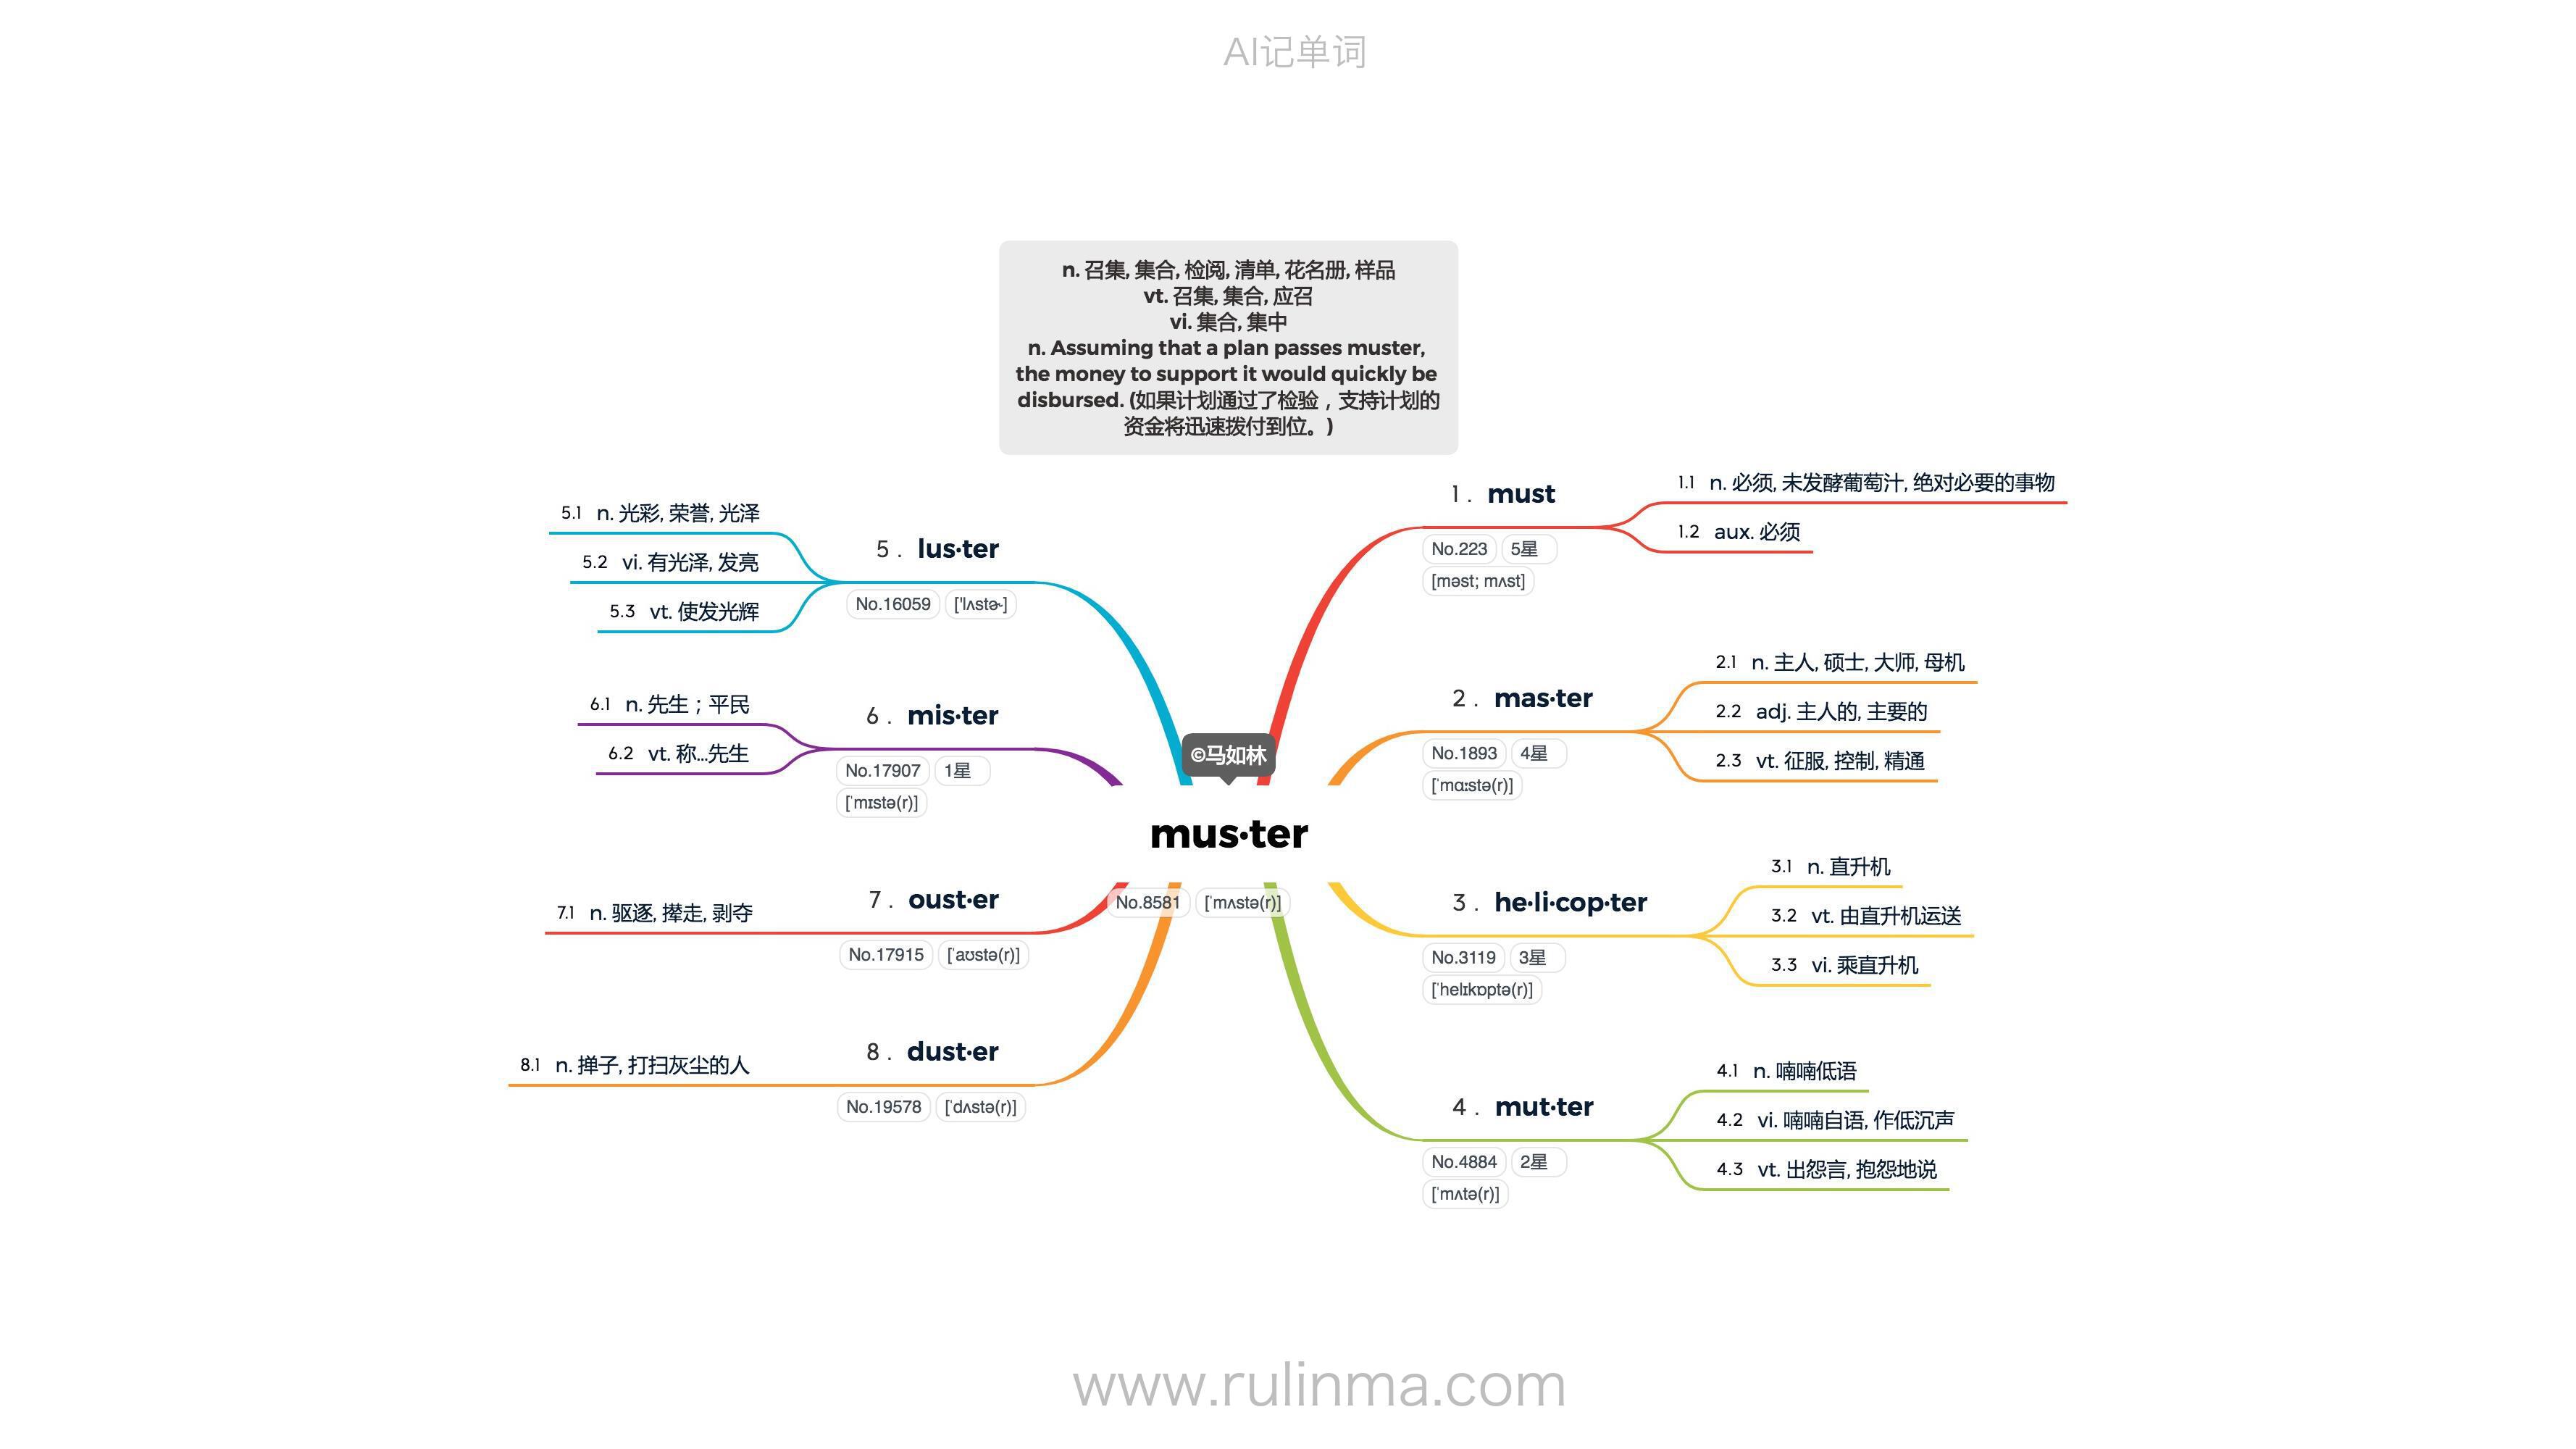 AI记单词
n. 召集, 集合, 检阅, 清单, 花名册, 样品
vt. 召集, 集合, 应召
vi. 集合, 集中
n. Assuming that a plan passes muster,
the money to support it would quickly be
disbursed. (如果计划通过了检验，支持计划的
资金将迅速拨付到位。)
©马如林
mus·ter
No.8581 [ˈmʌstə(r)]
1 . must
No.223 5星
[məst; mʌst]
1.1 n. 必须, 未发酵葡萄汁, 绝对必要的事物
1.2 aux. 必须
2 . mas·ter
No.1893 4星
[ˈmɑːstə(r)]
2.1 n. 主人, 硕士, 大师, 母机
2.2 adj. 主人的, 主要的
2.3 vt. 征服, 控制, 精通
3 . he·li·cop·ter
No.3119 3星
[ˈhelɪkɒptə(r)]
3.1 n. 直升机
3.2 vt. 由直升机运送
3.3 vi. 乘直升机
4 . mut·ter
No.4884 2星
[ˈmʌtə(r)]
4.1 n. 喃喃低语
4.2 vi. 喃喃自语, 作低沉声
4.3 vt. 出怨言, 抱怨地说
5 . lus·ter
No.16059 ['lʌstɚ]
5.1 n. 光彩, 荣誉, 光泽
5.2 vi. 有光泽, 发亮
5.3 vt. 使发光辉
6 . mis·ter
No.17907 1星
[ˈmɪstə(r)]
6.1 n. 先生；平民
6.2 vt. 称...先生
7 . oust·er
No.17915 [ˈaʊstə(r)]
7.1 n. 驱逐, 撵走, 剥夺
8 . dust·er
No.19578 [ˈdʌstə(r)]
8.1 n. 掸子, 打扫灰尘的人
www.rulinma.com